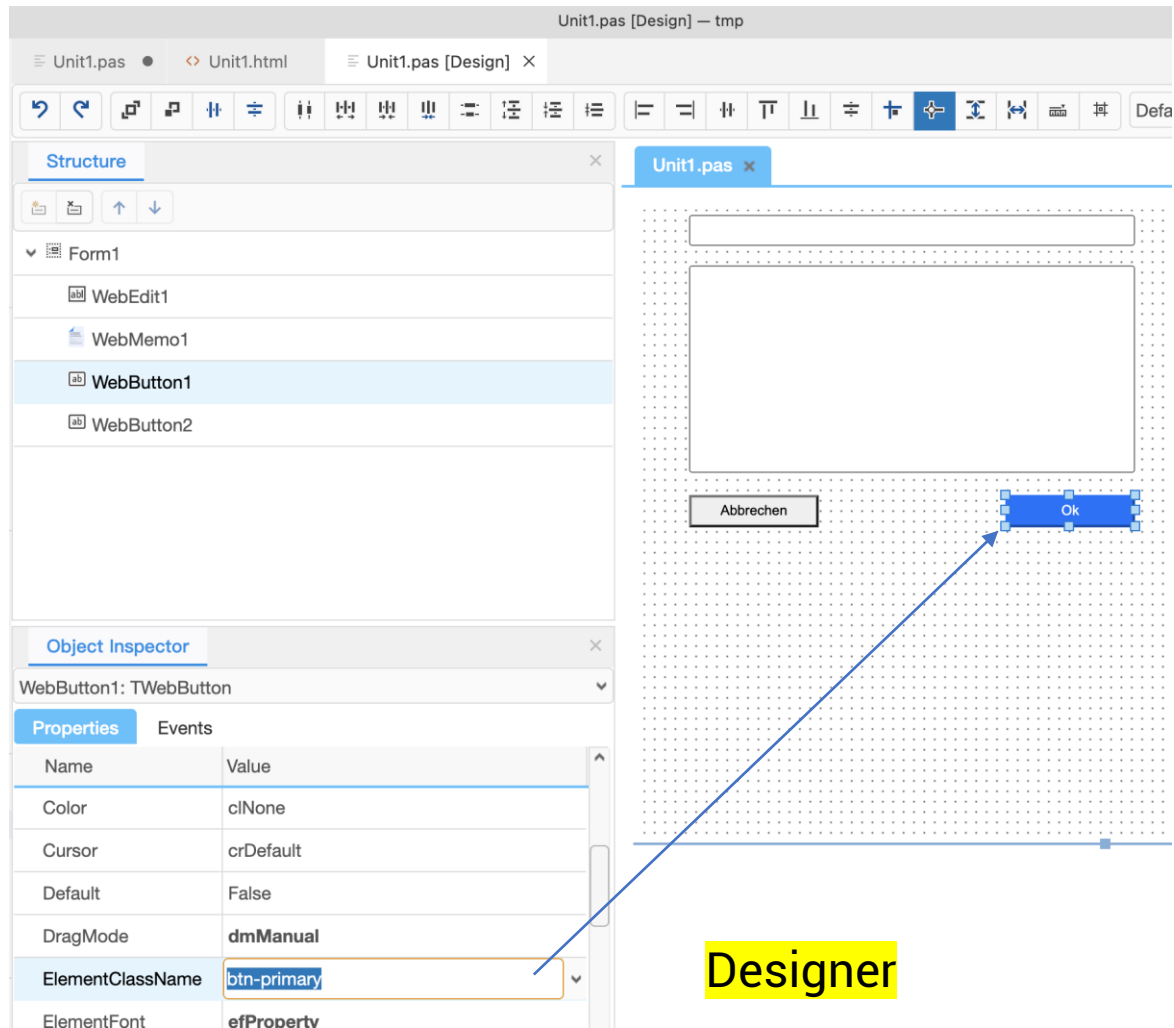 Unit1.pas [Design] — tmp
Unit1.pas ● <> Unit1.html Unit1.pas [Design] ×
Defa
Structure ×
Unit1.pas ×
Form1
WebEdit1
WebMemo1
WebButton1
WebButton2
Abbrechen Ok
Object Inspector ×
WebButton1: TWebButton
Properties Events
Name Value
Color clNone
Cursor crDefault
Default False
DragMode dmManual
ElementClassName btn-primary
ElementFont efProperty
Designer